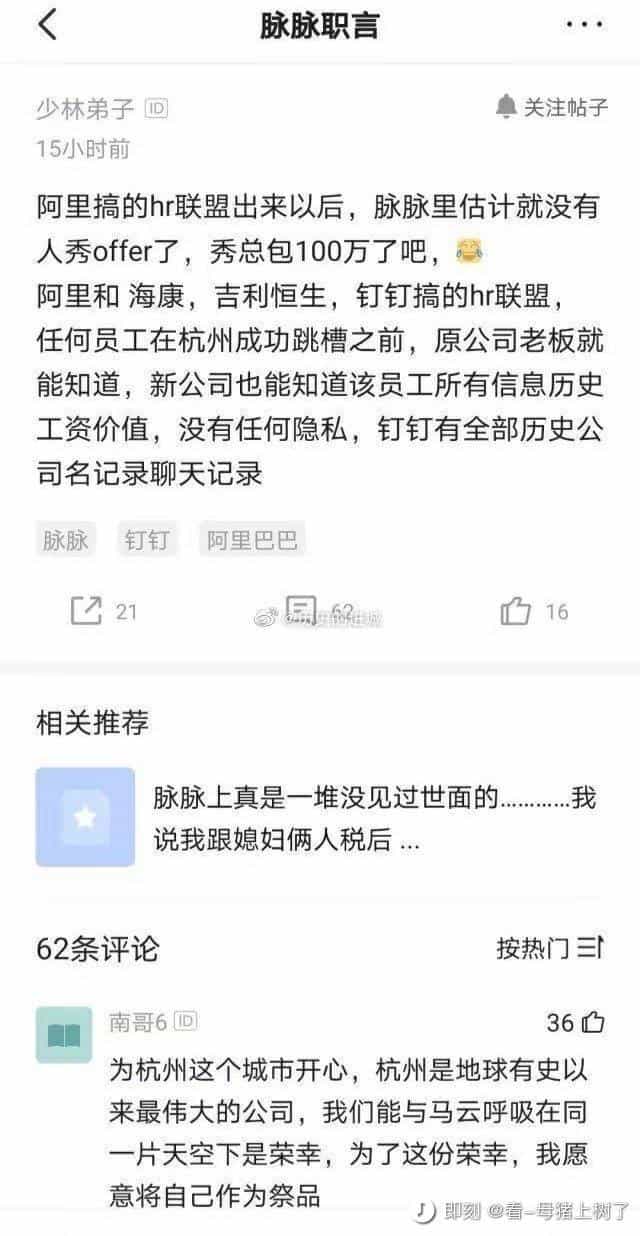 脉脉职言
少林弟子 ID
关注帖子
15小时前
阿里搞的hr联盟出来以后，脉脉里估计就没有
人秀offer了，秀总包100万了吧，😂
阿里和 海康，吉利恒生，钉钉搞的hr联盟，
任何员工在杭州成功跳槽之前，原公司老板就
能知道，新公司也能知道该员工所有信息历史
工资价值，没有任何隐私，钉钉有全部历史公
司名记录聊天记录
脉脉 钉钉 阿里巴巴
21 62 16
相关推荐
脉脉上真是一堆没见过世面的…………我
说我跟媳妇俩人税后 ...
62条评论
按热门
南哥6 ID
36
为杭州这个城市开心，杭州是地球有史以
来最伟大的公司，我们能与马云呼吸在同
一片天空下是荣幸，为了这份荣幸，我愿
意将自己作为祭品
即刻 @看-母猪上树了